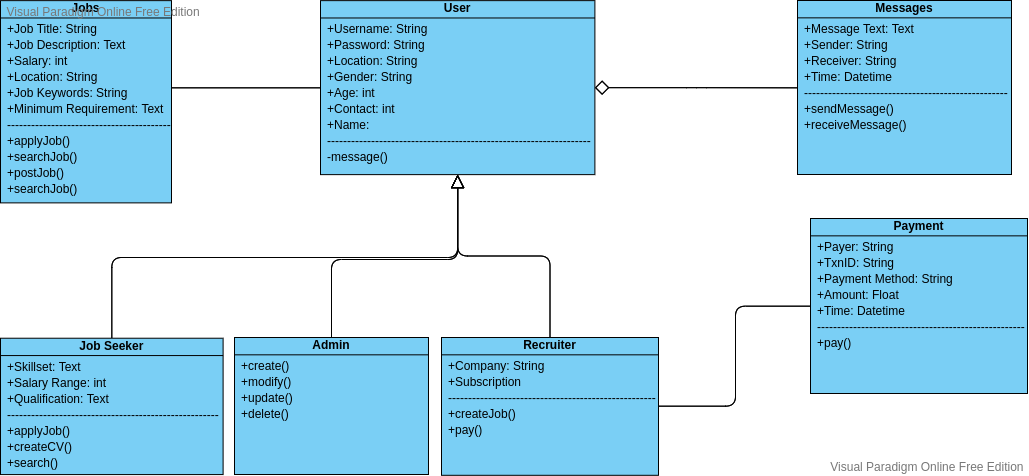 Visual Paradigm Online Free Edition
Jobs
+Job Title: String
+Job Description: Text
+Salary: int
+Location: String
+Job Keywords: String
+Minimum Requirement: Text
+applyJob()
+searchJob()
+postJob()
+searchJob()
User
+Username: String
+Password: String
+Location: String
+Gender: String
+Age: int
+Contact: int
+Name:
-message()
Messages
+Message Text: Text
+Sender: String
+Receiver: String
+Time: Datetime
+sendMessage()
+receiveMessage()
Payment
+Payer: String
+TxnID: String
+Payment Method: String
+Amount: Float
+Time: Datetime
+pay()
Job Seeker
+Skillset: Text
+Salary Range: int
+Qualification: Text
+applyJob()
+createCV()
+search()
Admin
+create()
+modify()
+update()
+delete()
Recruiter
+Company: String
+Subscription
+createJob()
+pay()
Visual Paradigm Online Free Edition